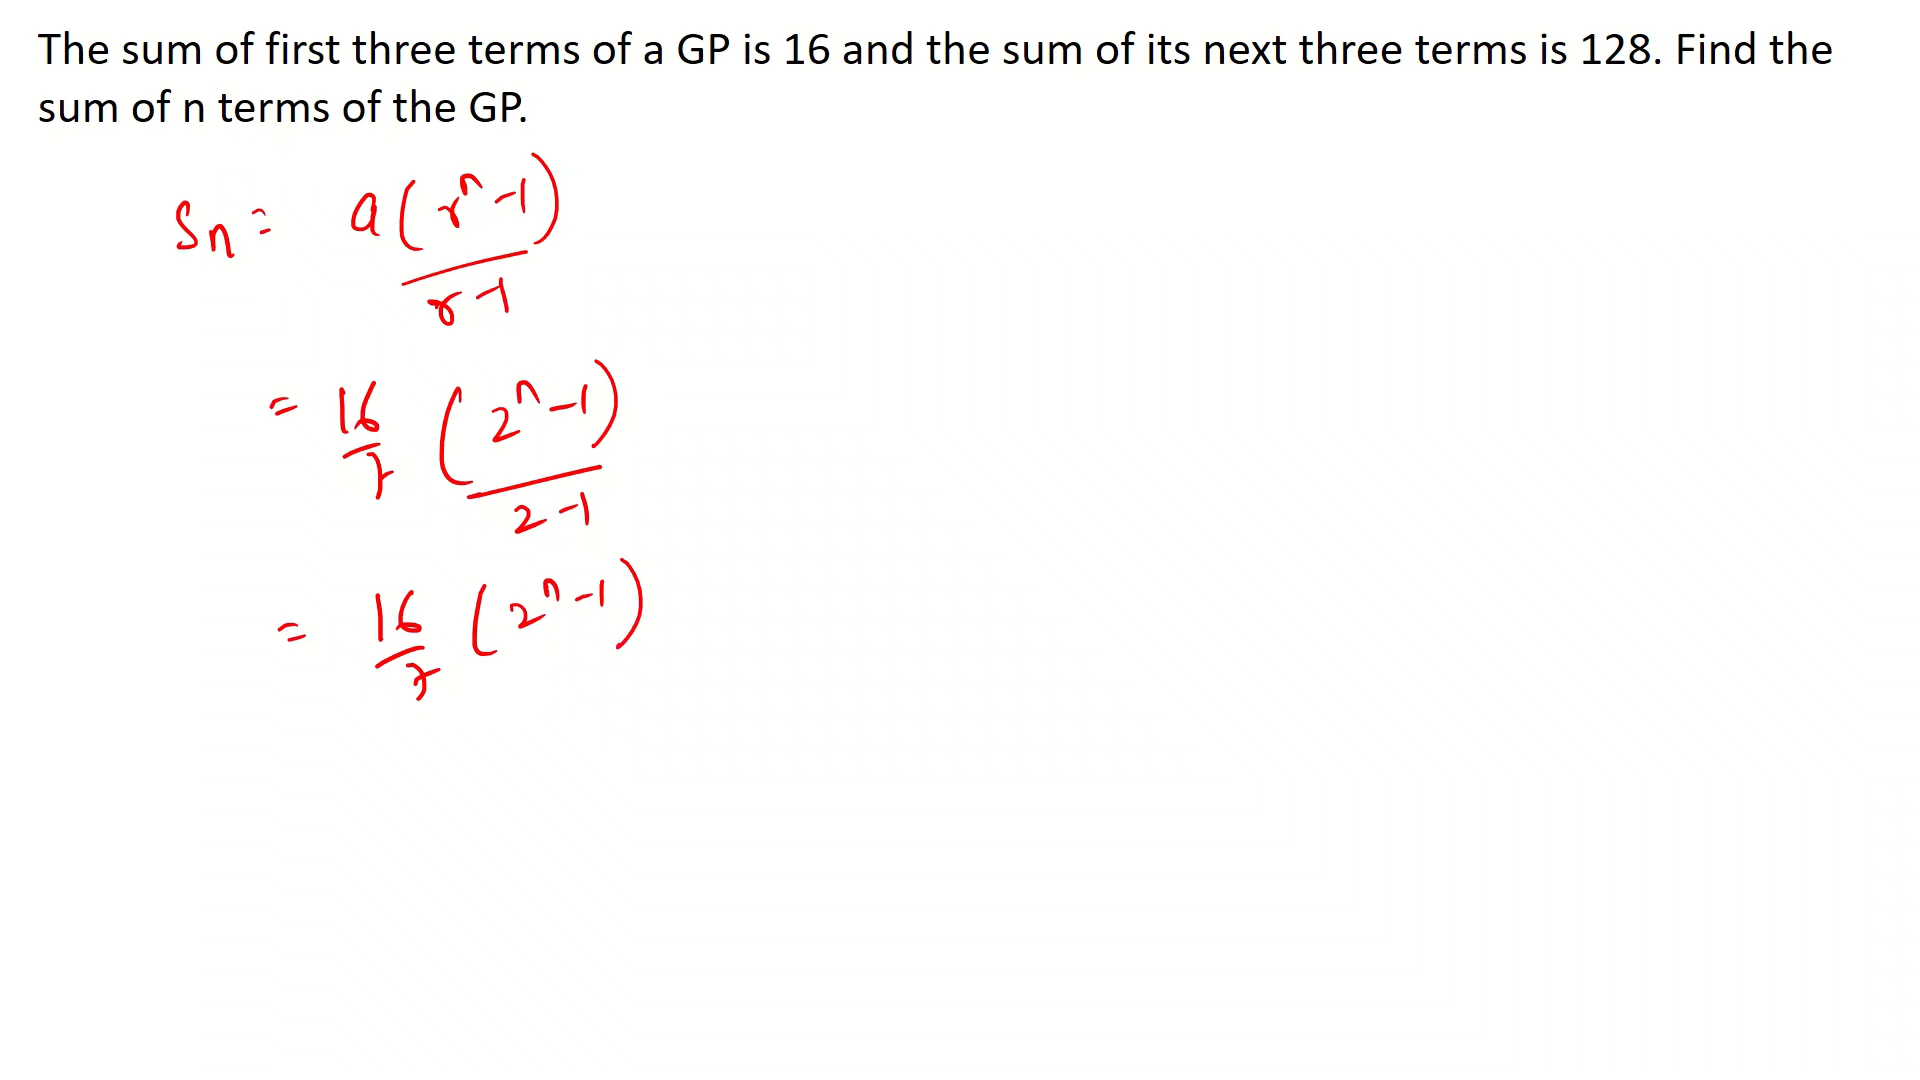 The sum of first three terms of a GP is 16 and the sum of its next three terms is 128. Find the
sum of n terms of the GP.
Sn = a(r^n-1)
r-1
= 16/7 (2^n-1)
2-1
= 16/7 (2^n-1)